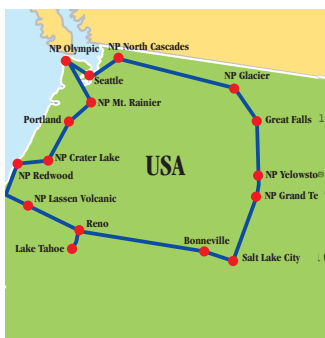 NP Olympic
NP North Cascades
Seattle
NP Glacier
NP Mt. Rainier
Portland
Great Falls
NP Crater Lake
USA
NP Redwood
NP Yelowsto
NP Grand Te
NP Lassen Volcanic
Reno
Lake Tahoe
Bonneville
Salt Lake City